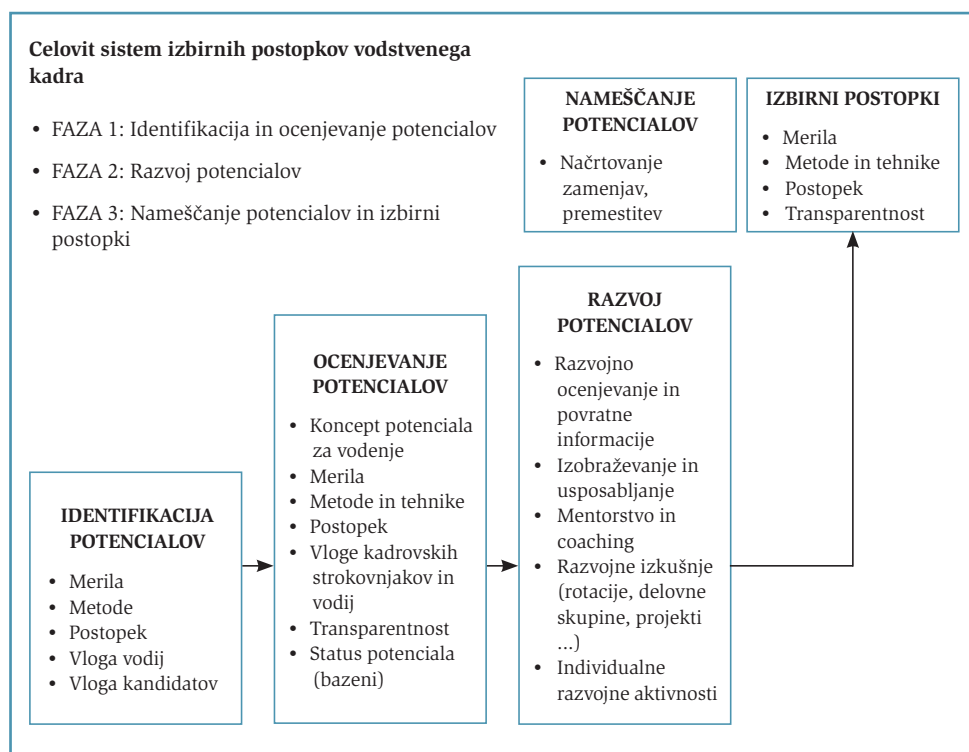 Celovit sistem izbirnih postopkov vodstvenega
kadra
• FAZA 1: Identifikacija in ocenjevanje potencialov
• FAZA 2: Razvoj potencialov
• FAZA 3: Nameščanje potencialov in izbirni
postopki
NAMEŠČANJE
POTENCIALOV
• Načrtovanje
zamenjav,
premestitev
IZBIRNI POSTOPKI
• Merila
• Metode in tehnike
• Postopek
• Transparentnost
IDENTIFIKACIJA
POTENCIALOV
• Merila
• Metode
• Postopek
• Vloga vodij
• Vloga kandidatov
OCENJEVANJE
POTENCIALOV
• Koncept potenciala
za vodenje
• Merila
• Metode in tehnike
• Postopek
• Vloge kadrovskih
strokovnjakov in
vodij
• Transparentnost
• Status potenciala
(bazeni)
RAZVOJ
POTENCIALOV
• Razvojno
ocenjevanje in
povratne
informacije
• Izobraževanje in
usposabljanje
• Mentorstvo in
coaching
• Razvojne izkušnje
(rotacije, delovne
skupine, projekti
...)
• Individualne
razvojne aktivnosti